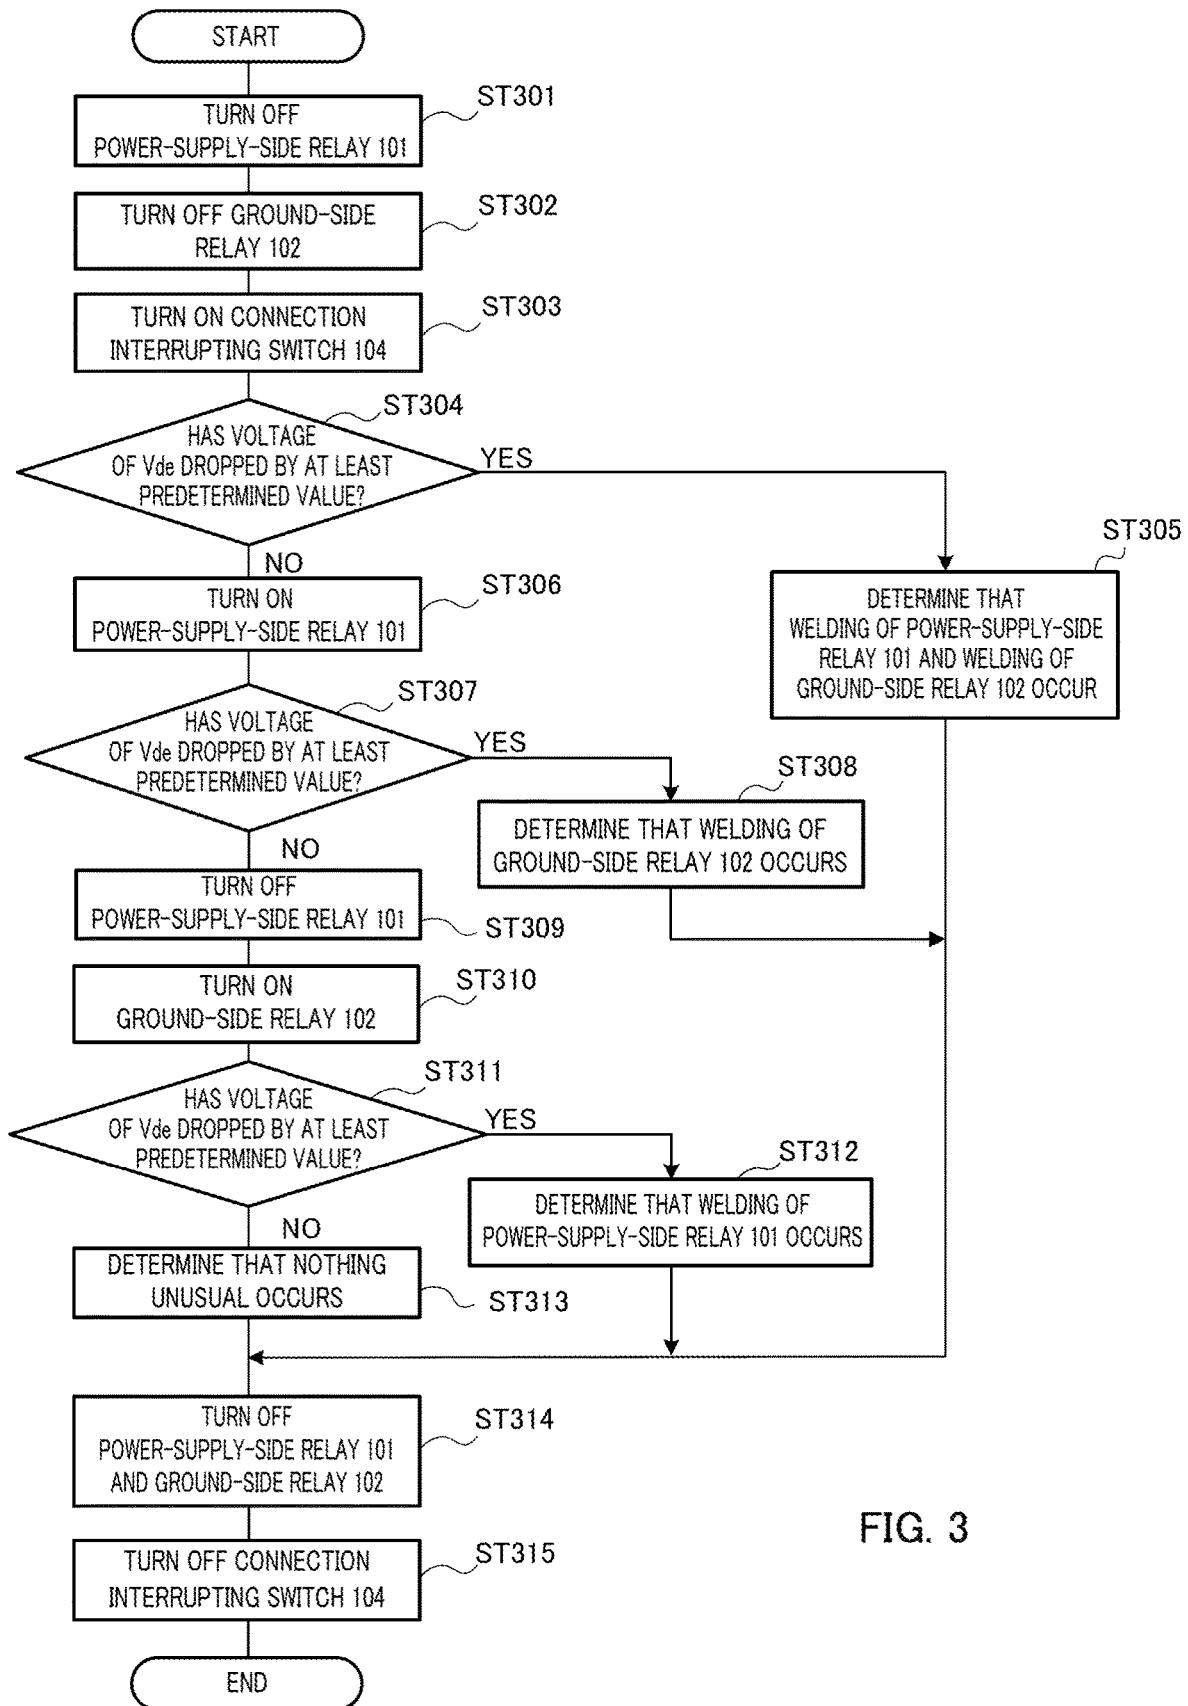 START
ST301
TURN OFF
POWER-SUPPLY-SIDE RELAY 101
ST302
TURN OFF GROUND-SIDE
RELAY 102
ST303
TURN ON CONNECTION
INTERRUPTING SWITCH 104
ST304
HAS VOLTAGE
OF Vde DROPPED BY AT LEAST
PREDETERMINED VALUE?
YES
NO
ST305
DETERMINE THAT
WELDING OF POWER-SUPPLY-SIDE
RELAY 101 AND WELDING OF
GROUND-SIDE RELAY 102 OCCUR
ST306
TURN ON
POWER-SUPPLY-SIDE RELAY 101
ST307
HAS VOLTAGE
OF Vde DROPPED BY AT LEAST
PREDETERMINED VALUE?
YES
NO
ST308
DETERMINE THAT WELDING OF
GROUND-SIDE RELAY 102 OCCURS
TURN OFF
POWER-SUPPLY-SIDE RELAY 101
ST309
ST310
TURN ON
GROUND-SIDE RELAY 102
ST311
HAS VOLTAGE
OF Vde DROPPED BY AT LEAST
PREDETERMINED VALUE?
YES
NO
ST312
DETERMINE THAT WELDING OF
POWER-SUPPLY-SIDE RELAY 101 OCCURS
DETERMINE THAT NOTHING
UNUSUAL OCCURS
ST313
ST314
TURN OFF
POWER-SUPPLY-SIDE RELAY 101
AND GROUND-SIDE RELAY 102
ST315
TURN OFF CONNECTION
INTERRUPTING SWITCH 104
END
FIG. 3